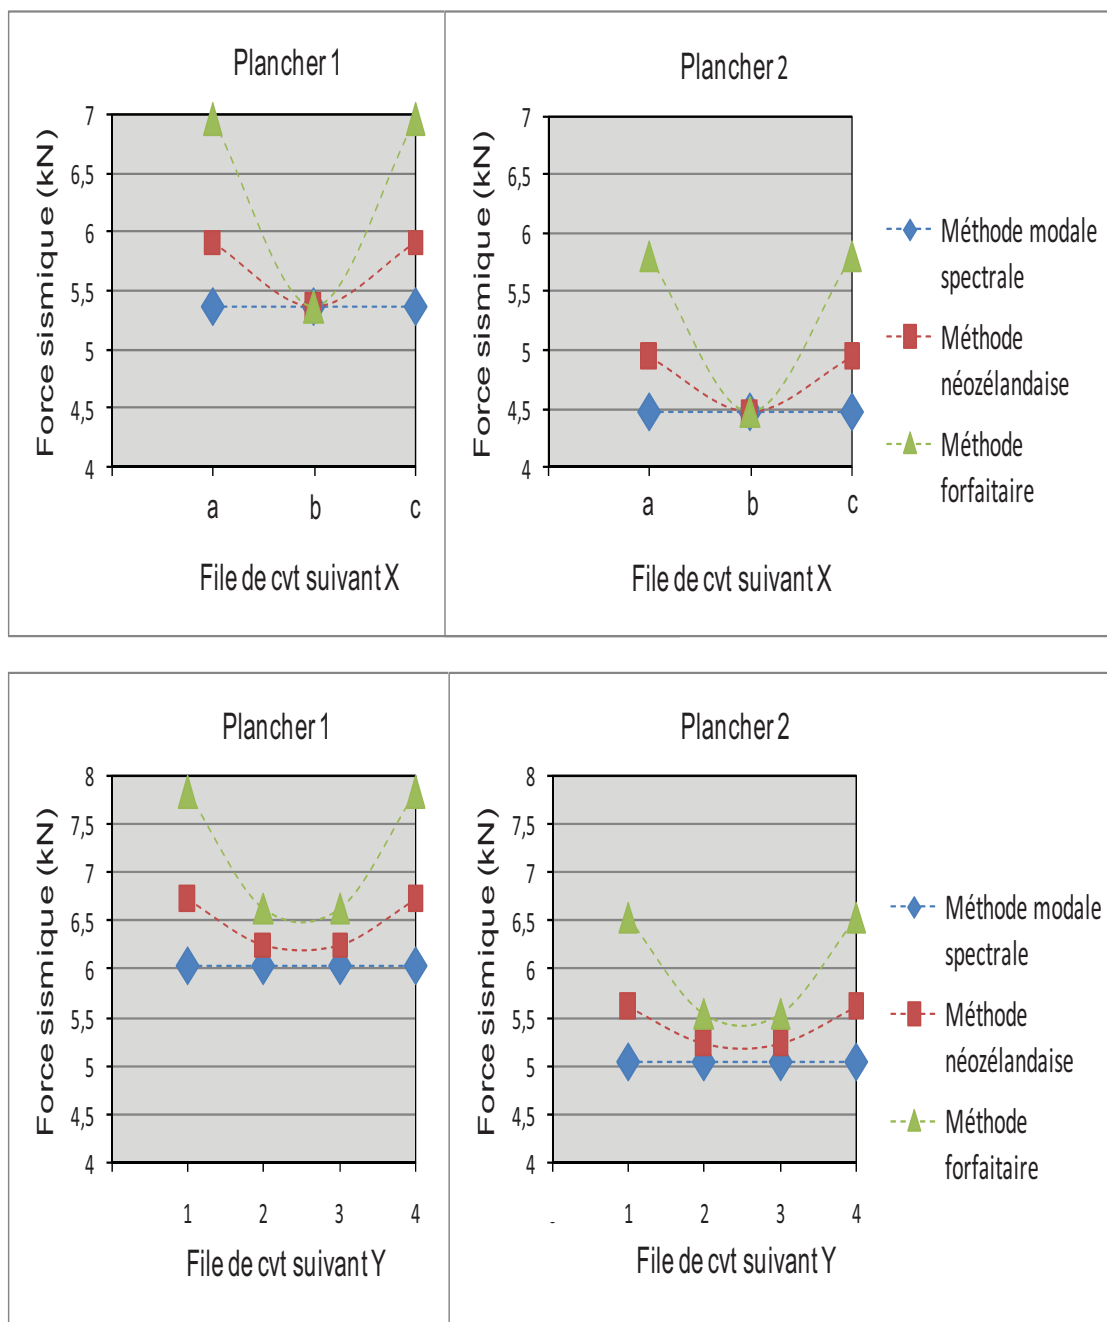 Plancher 1
Force sismique (kN)
7
6,5
6
5,5
5
4,5
4
a b c
File de cvt suivant X
Plancher 2
Force sismique (kN)
7
6,5
6
5,5
5
4,5
4
a b c
File de cvt suivant X
Méthode modale
spectrale
Méthode
néozélandaise
Méthode
forfaitaire
Plancher 1
Force sismique (kN)
8
7,5
7
6,5
6
5,5
5
4,5
4
1 2 3 4
File de cvt suivant Y
Plancher 2
Force sismique (kN)
8
7,5
7
6,5
6
5,5
5
4,5
4
1 2 3 4
File de cvt suivant Y
Méthode modale
spectrale
Méthode
néozélandaise
Méthode
forfaitaire